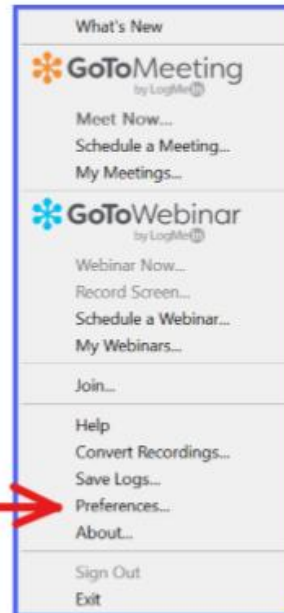 What's New
GoToMeeting
by LogMeIn
Meet Now...
Schedule a Meeting...
My Meetings...
GoToWebinar
by LogMeIn
Webinar Now...
Record Screen...
Schedule a Webinar...
My Webinars...
Join...
Help
Convert Recordings...
Save Logs...
Preferences...
About...
Sign Out
Exit